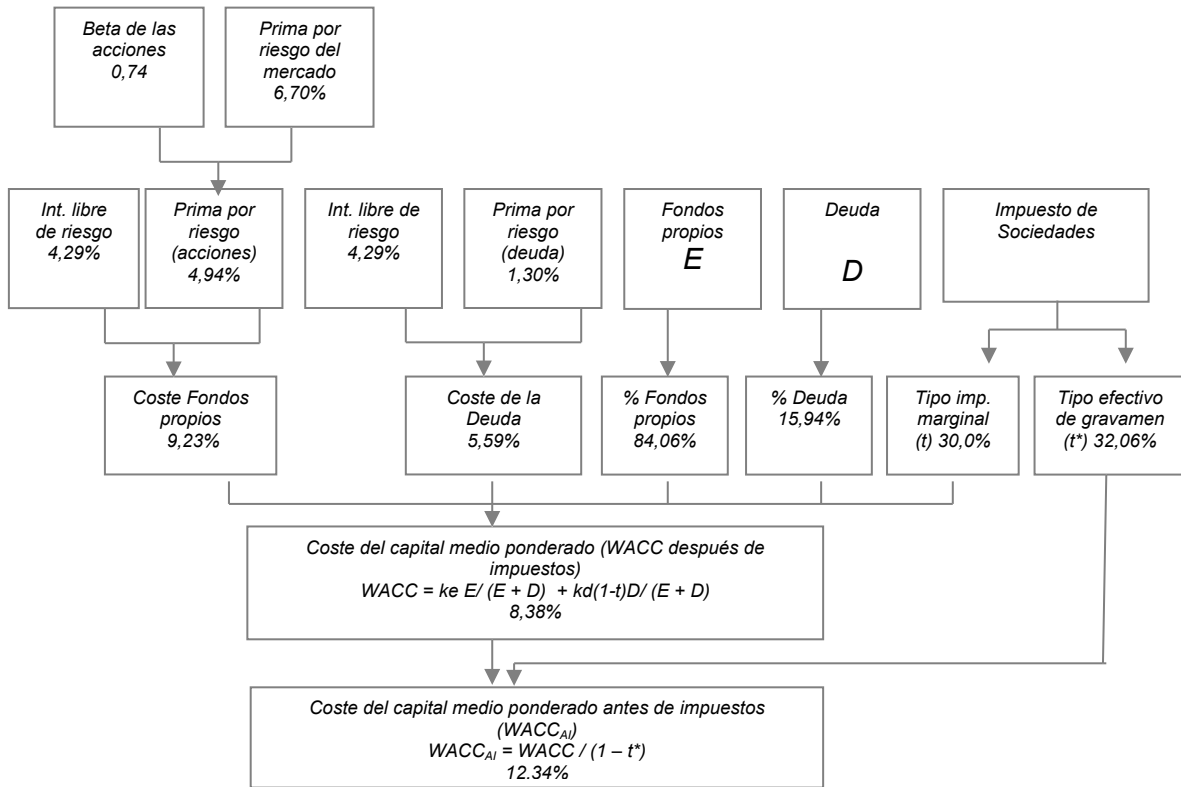 Beta de las
acciones
0,74
Prima por
riesgo del
mercado
6,70%
Int. libre
de riesgo
4,29%
Prima por
riesgo
(acciones)
4,94%
Int. libre de
riesgo
4,29%
Prima por
riesgo
(deuda)
1,30%
Fondos
propios
E
Deuda
D
Impuesto de
Sociedades
Coste Fondos
propios
9,23%
Coste de la
Deuda
5,59%
% Fondos
propios
84,06%
% Deuda
15,94%
Tipo imp.
marginal
(t) 30,0%
Tipo efectivo
de gravamen
(t*) 32,06%
Coste del capital medio ponderado (WACC después de
impuestos)
WACC = ke E/ (E + D) + kd(1-t)D/ (E + D)
8,38%
Coste del capital medio ponderado antes de impuestos
(WACC_AI)
WACC_AI = WACC / (1 – t*)
12.34%